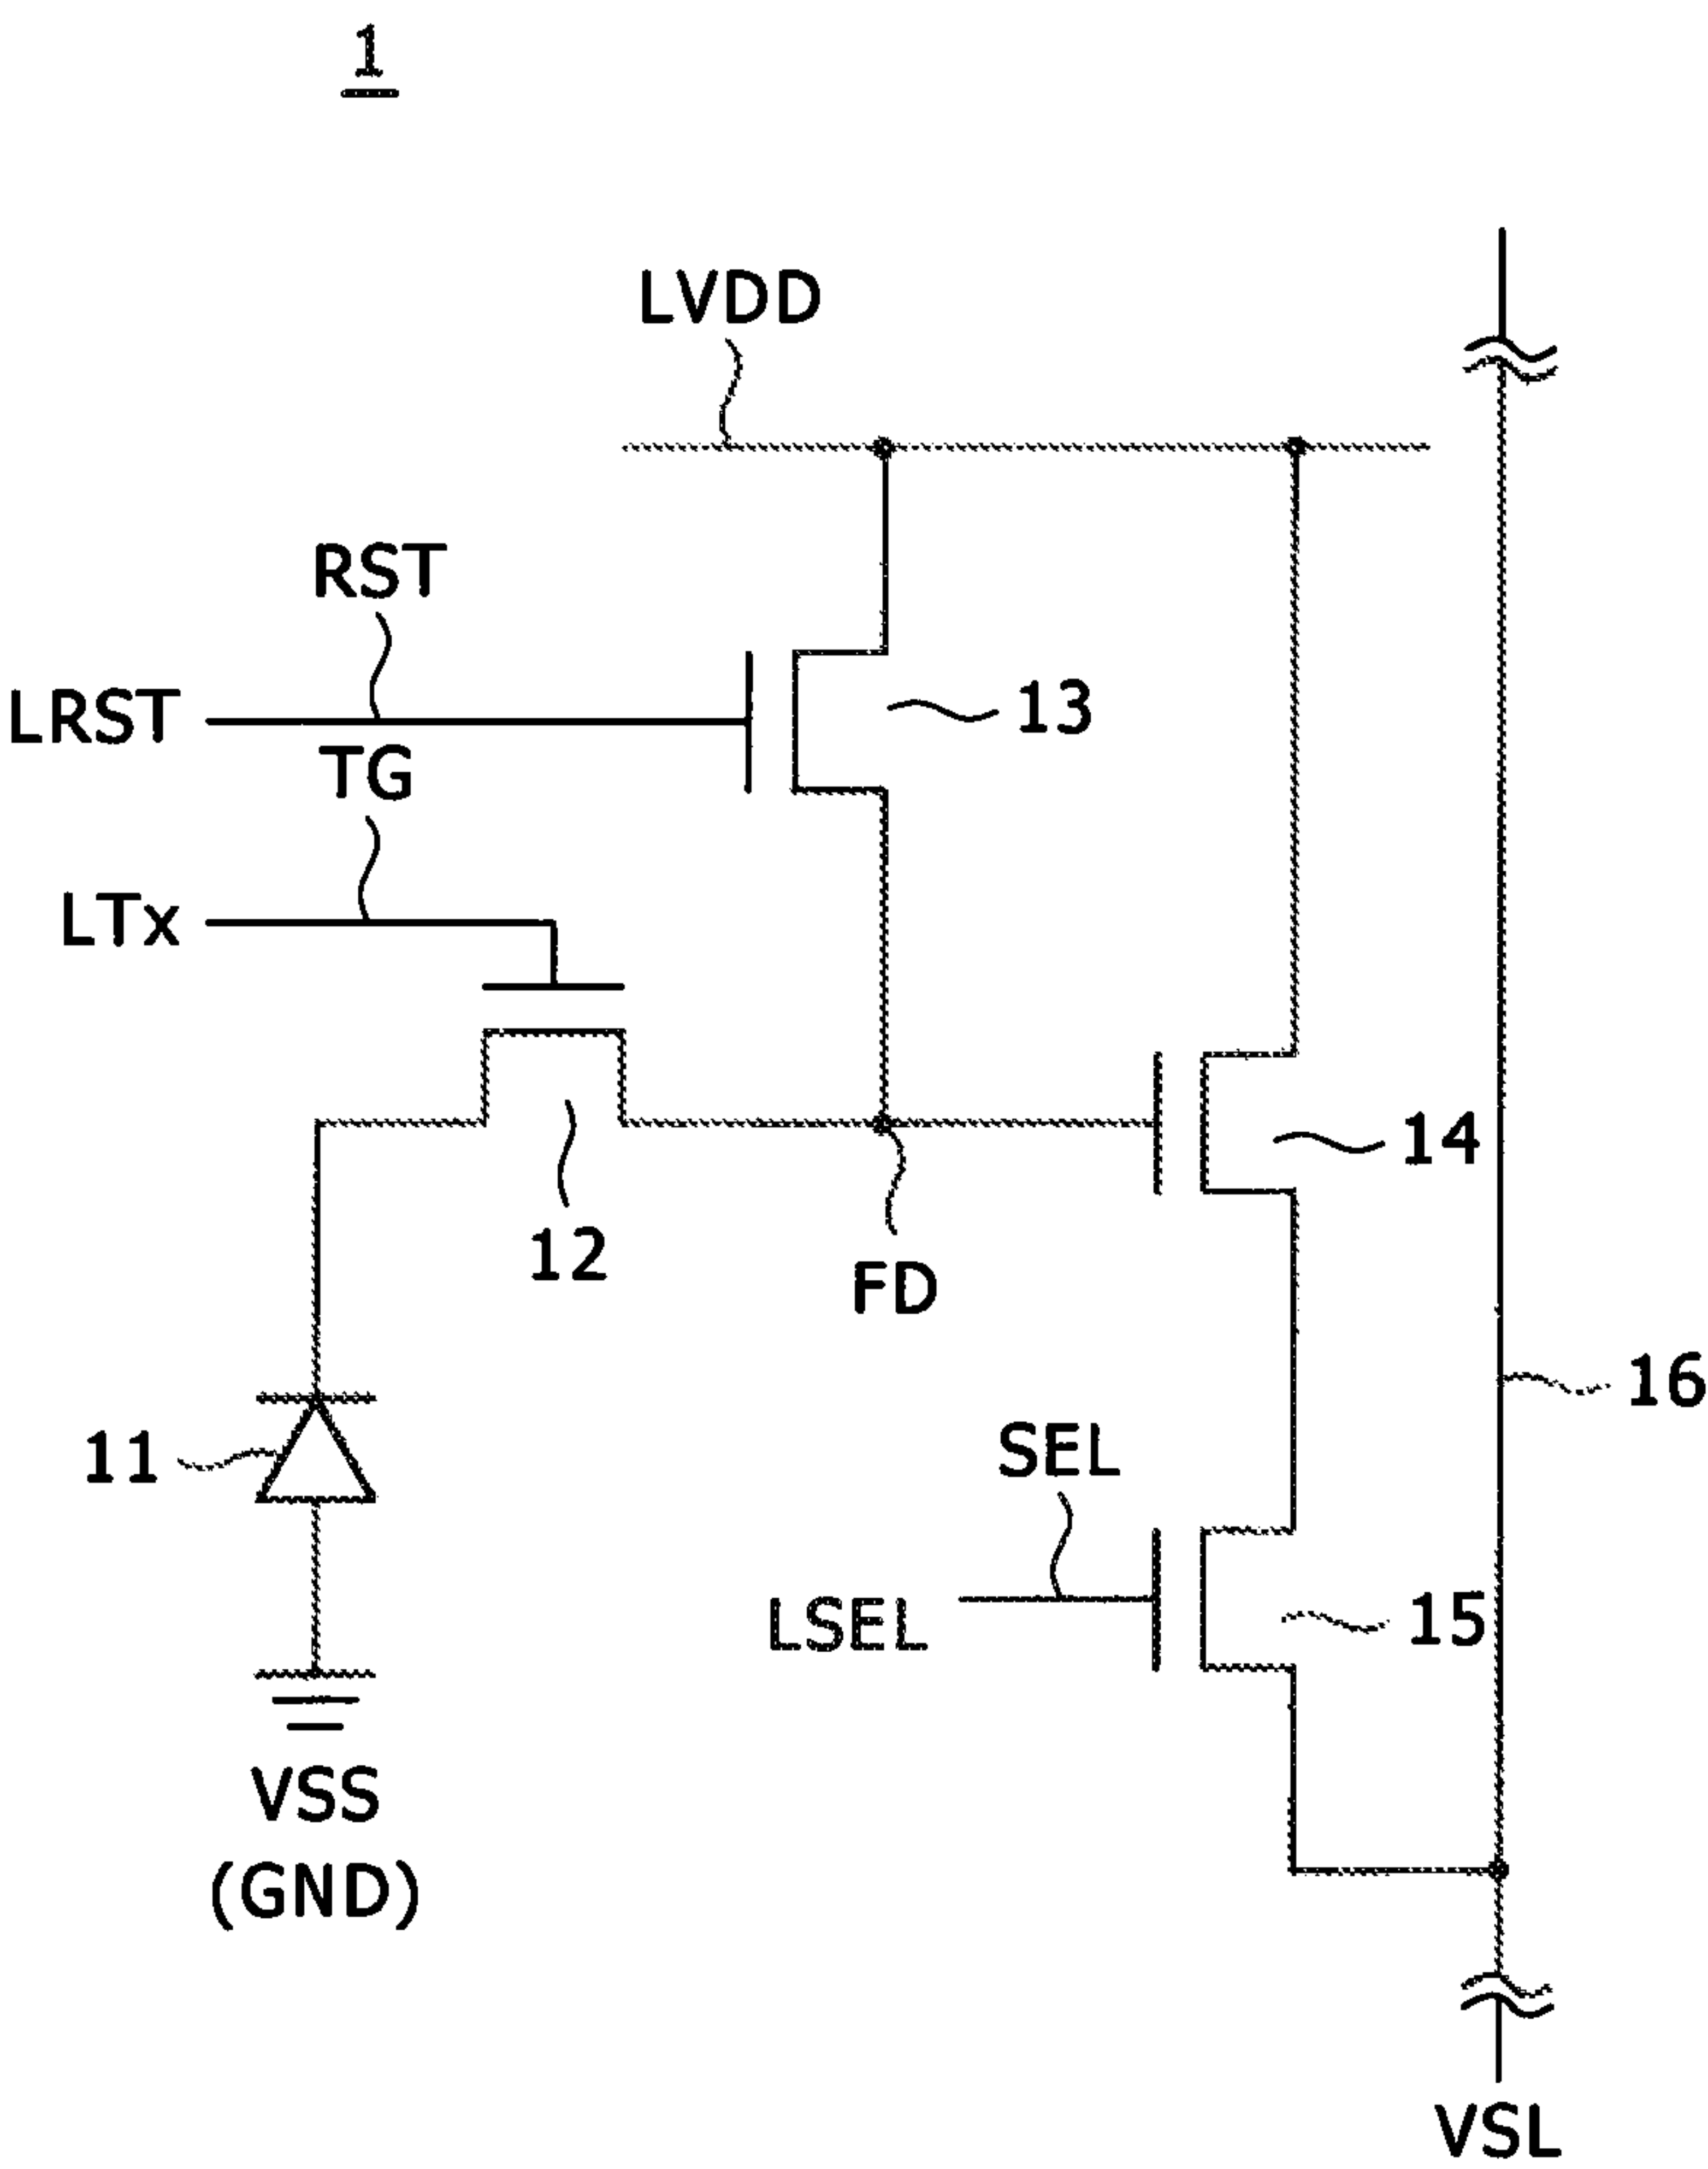 1
LVDD
RST
LRST
13
TG
LTx
14
12
FD
16
SEL
11
LSEL
15
VSS
(GND)
VSL